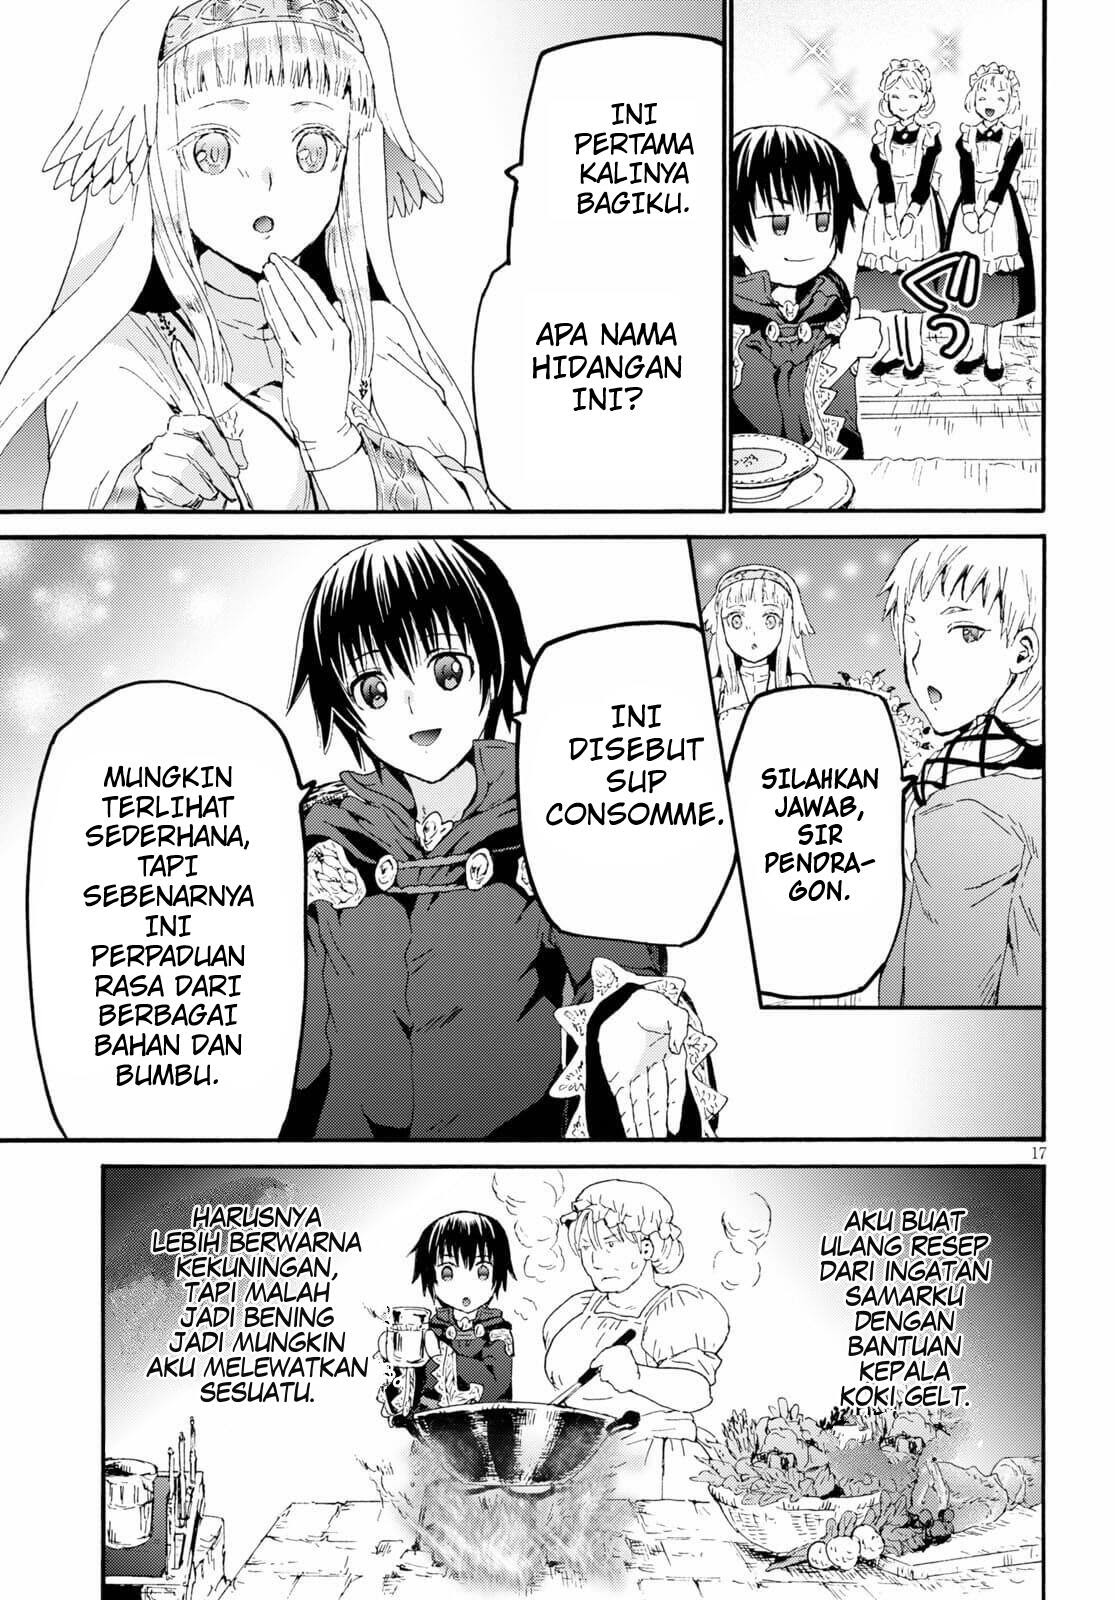 ぐっ
INI
PERTAMA
KALINYA
BAGIKU.
APA NAMA
HIDANGAN
INI?
SILAHKAN
JAWAB,
SIR
PENDRA-
GON.
INI
DISEBUT
SUP
CONSOMME.
MUNGKIN
TERLIHAT
SEDERHANA,
TAPI
SEBENARNYA
INI
PERPADUAN
RASA DARI
BERBAGAI
BAHAN DAN
BUMBU.
17
AKU BUAT
ULANG RESEP
DARI INGATAN
SAMARKU
DENGAN
BANTUAN
KEPALA
KOKI GELT.
HARUSNYA
LEBIH BERWARNA
KEKUNINGAN,
TAPI MALAH
JADI BENING
JADI MUNGKIN
AKU MELEWATKAN
SESUATU.